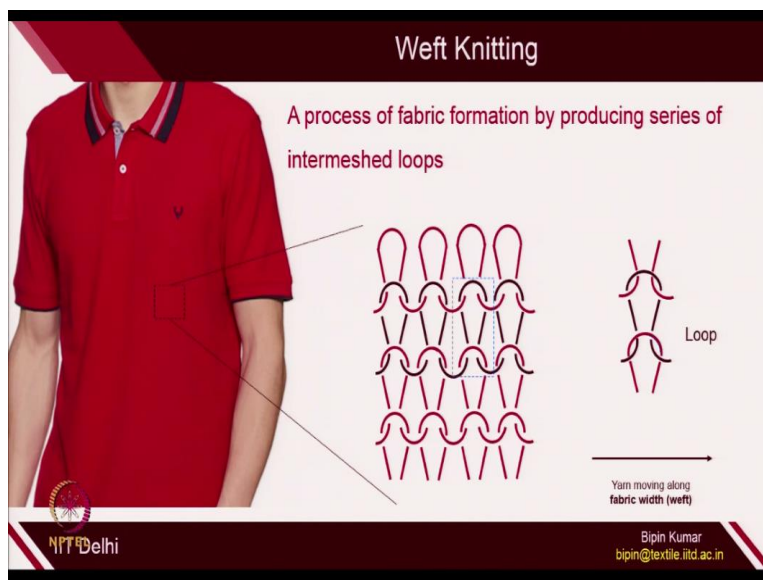 Weft Knitting
A process of fabric formation by producing series of
intermeshed loops
Loop
Yarn moving along
fabric width (weft)
NPTEL
IIT Delhi
Bipin Kumar
bipin@textile.iitd.ac.in